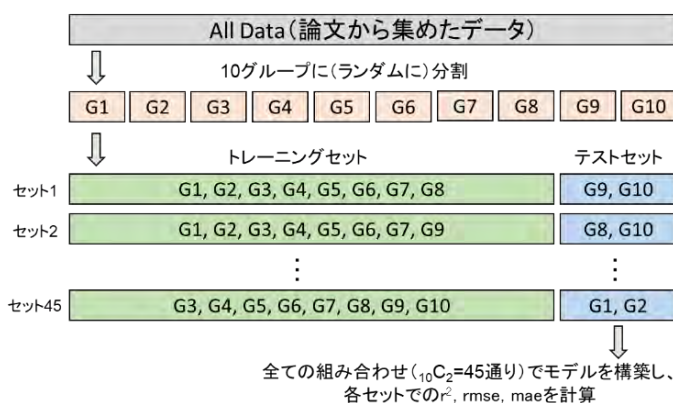 All Data(論文から集めたデータ)
10グループに(ランダムに)分割
G1 G2 G3 G4 G5 G6 G7 G8 G9 G10
トレーニングセット テストセット
セット1 G1, G2, G3, G4, G5, G6, G7, G8 G9, G10
セット2 G1, G2, G3, G4, G5, G6, G7, G9 G8, G10
⋮ ⋮
セット45 G3, G4, G5, G6, G7, G8, G9, G10 G1, G2
全ての組み合わせ(₁₀C₂=45通り)でモデルを構築し、
各セットでのr², rmse, maeを計算